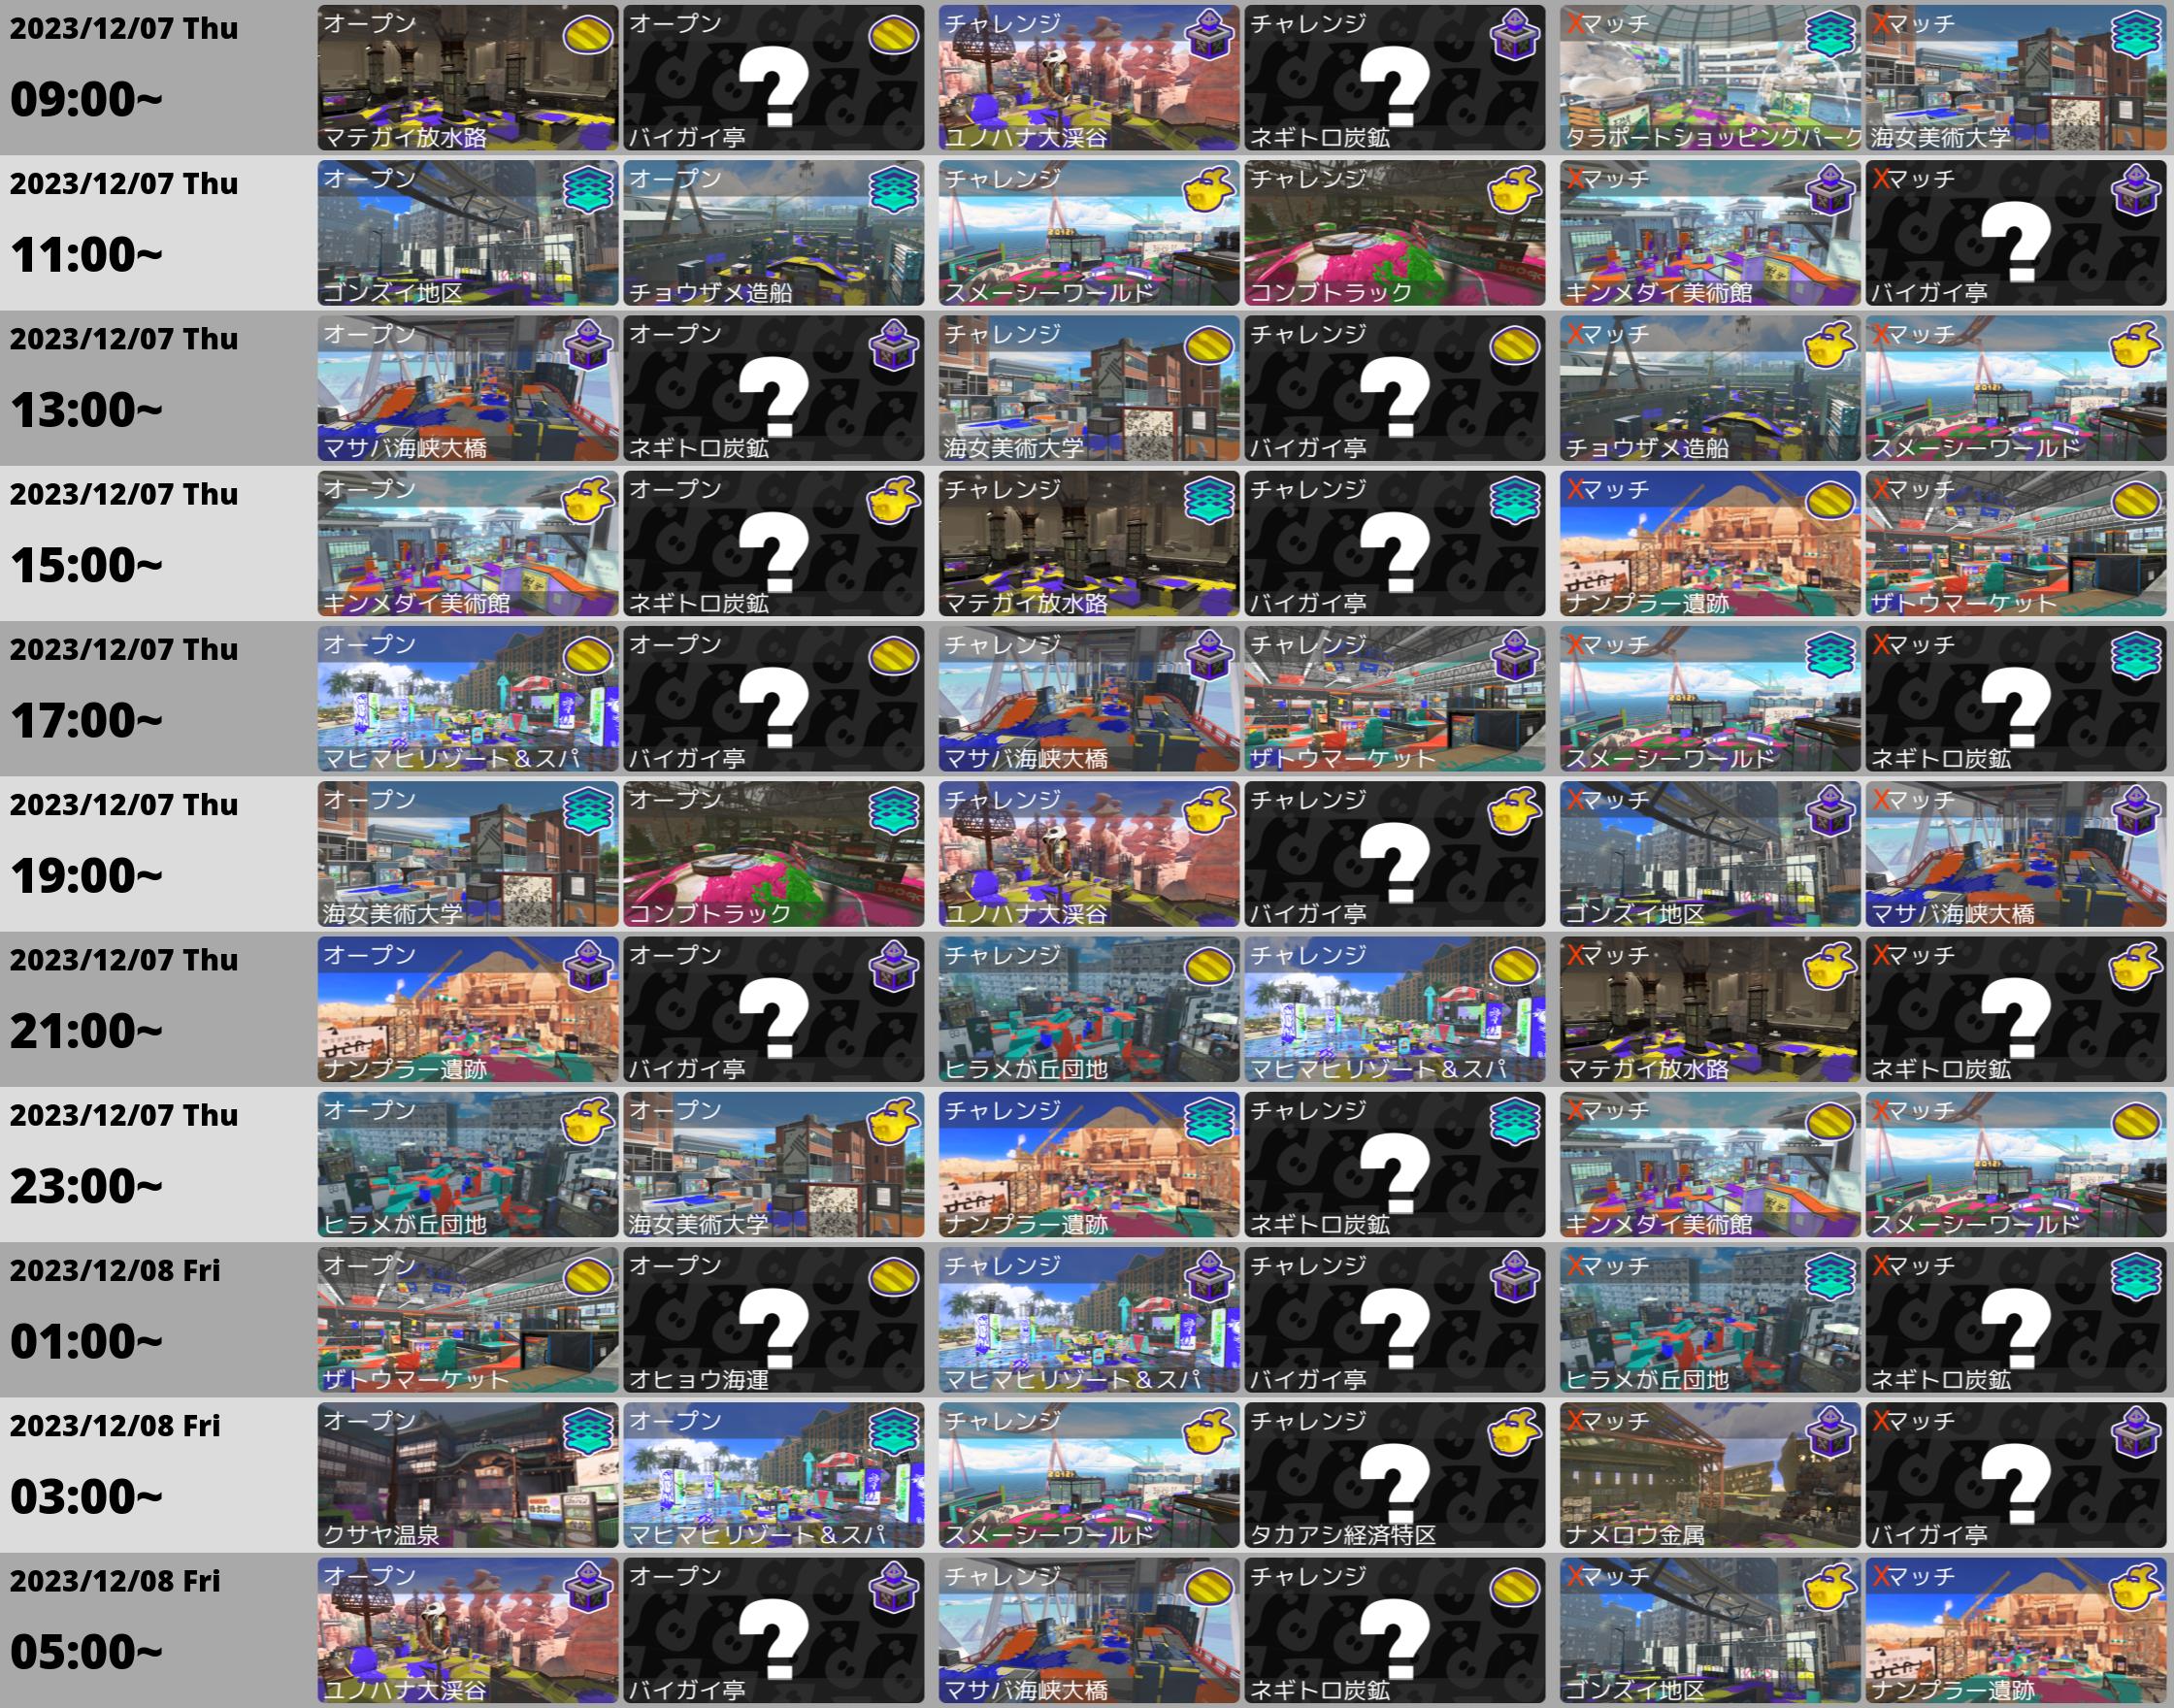 2023/12/07 Thu
09:00~
オープン
マテガイ放水路
オープン
バイガイ亭
チャレンジ
ユノハナ大渓谷
チャレンジ
ネギトロ炭鉱
Xマッチ
タラポートショッピングパーク
Xマッチ
海女美術大学
2023/12/07 Thu
11:00~
オープン
ゴンズイ地区
オープン
チョウザメ造船
チャレンジ
スメーシーワールド
チャレンジ
コンブトラック
Xマッチ
キンメダイ美術館
Xマッチ
バイガイ亭
2023/12/07 Thu
13:00~
オープン
マサバ海峡大橋
オープン
ネギトロ炭鉱
チャレンジ
海女美術大学
チャレンジ
バイガイ亭
Xマッチ
チョウザメ造船
Xマッチ
スメーシーワールド
2023/12/07 Thu
15:00~
オープン
キンメダイ美術館
オープン
ネギトロ炭鉱
チャレンジ
マテガイ放水路
チャレンジ
バイガイ亭
Xマッチ
ナンプラー遺跡
Xマッチ
ザトウマーケット
2023/12/07 Thu
17:00~
オープン
マヒマヒリゾート＆スパ
オープン
バイガイ亭
チャレンジ
マサバ海峡大橋
チャレンジ
ザトウマーケット
Xマッチ
スメーシーワールド
Xマッチ
ネギトロ炭鉱
2023/12/07 Thu
19:00~
オープン
海女美術大学
オープン
コンブトラック
チャレンジ
ユノハナ大渓谷
チャレンジ
バイガイ亭
Xマッチ
ゴンズイ地区
Xマッチ
マサバ海峡大橋
2023/12/07 Thu
21:00~
オープン
ナンプラー遺跡
オープン
バイガイ亭
チャレンジ
ヒラメが丘団地
チャレンジ
マヒマヒリゾート＆スパ
Xマッチ
マテガイ放水路
Xマッチ
ネギトロ炭鉱
2023/12/07 Thu
23:00~
オープン
ヒラメが丘団地
オープン
海女美術大学
チャレンジ
ナンプラー遺跡
チャレンジ
ネギトロ炭鉱
Xマッチ
キンメダイ美術館
Xマッチ
スメーシーワールド
2023/12/08 Fri
01:00~
オープン
ザトウマーケット
オープン
オヒョウ海運
チャレンジ
マヒマヒリゾート＆スパ
チャレンジ
バイガイ亭
Xマッチ
ヒラメが丘団地
Xマッチ
ネギトロ炭鉱
2023/12/08 Fri
03:00~
オープン
クサヤ温泉
オープン
マヒマヒリゾート＆スパ
チャレンジ
スメーシーワールド
チャレンジ
タカアシ経済特区
Xマッチ
ナメロウ金属
Xマッチ
バイガイ亭
2023/12/08 Fri
05:00~
オープン
ユノハナ大渓谷
オープン
バイガイ亭
チャレンジ
マサバ海峡大橋
チャレンジ
ネギトロ炭鉱
Xマッチ
ゴンズイ地区
Xマッチ
ナンプラー遺跡